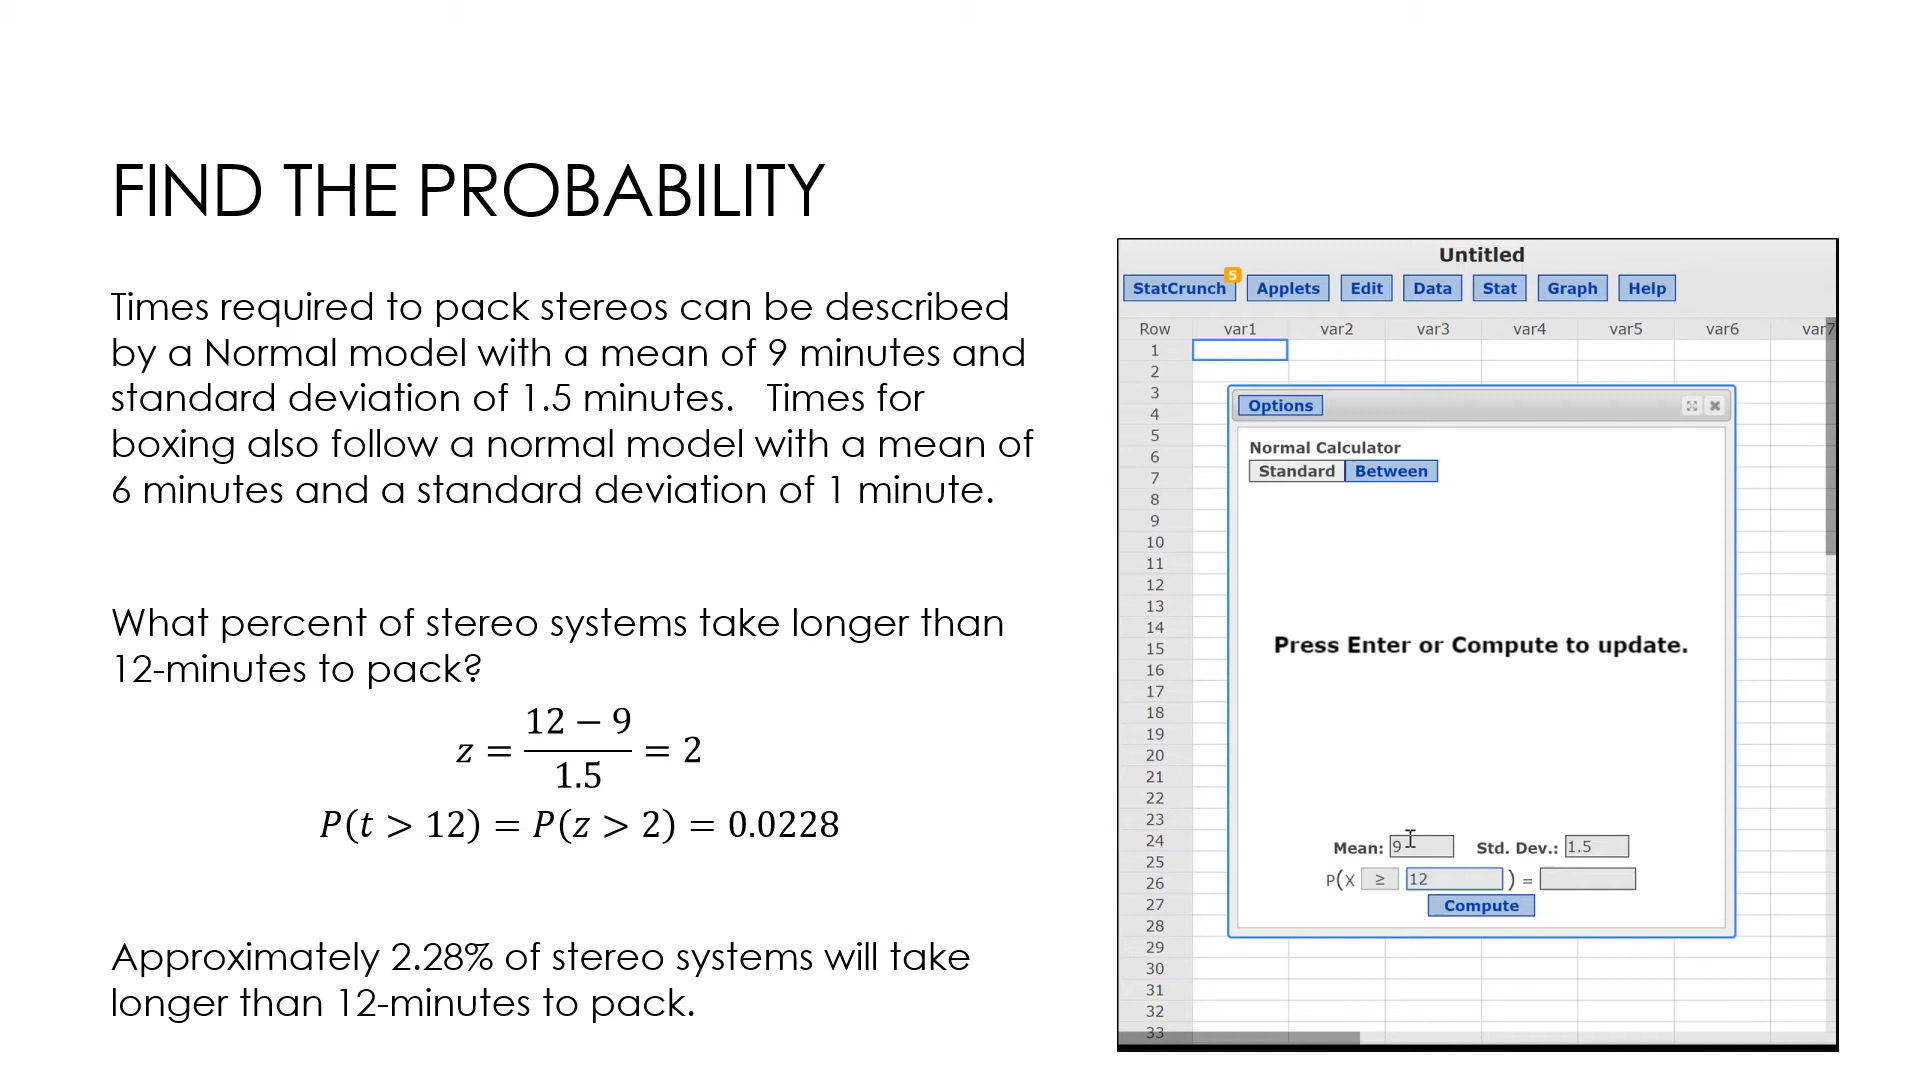 FIND THE PROBABILITY
Times required to pack stereos can be described
by a Normal model with a mean of 9 minutes and
standard deviation of 1.5 minutes. Times for
boxing also follow a normal model with a mean of
6 minutes and a standard deviation of 1 minute.
What percent of stereo systems take longer than
12-minutes to pack?
z = (12 − 9)/1.5 = 2
P(t > 12) = P(z > 2) = 0.0228
Approximately 2.28% of stereo systems will take
longer than 12-minutes to pack.
Untitled
5
StatCrunch Applets Edit Data Stat Graph Help
Row var1 var2 var3 var4 var5 var6 var7
1
2
3
4
5
6
7
8
9
10
11
12
13
14
15
16
17
18
19
20
21
22
23
24
25
26
27
28
29
30
31
32
33
Options
Normal Calculator
Standard Between
Press Enter or Compute to update.
Mean: 9 Std. Dev.: 1.5
P(X ≥ 12 ) =
Compute